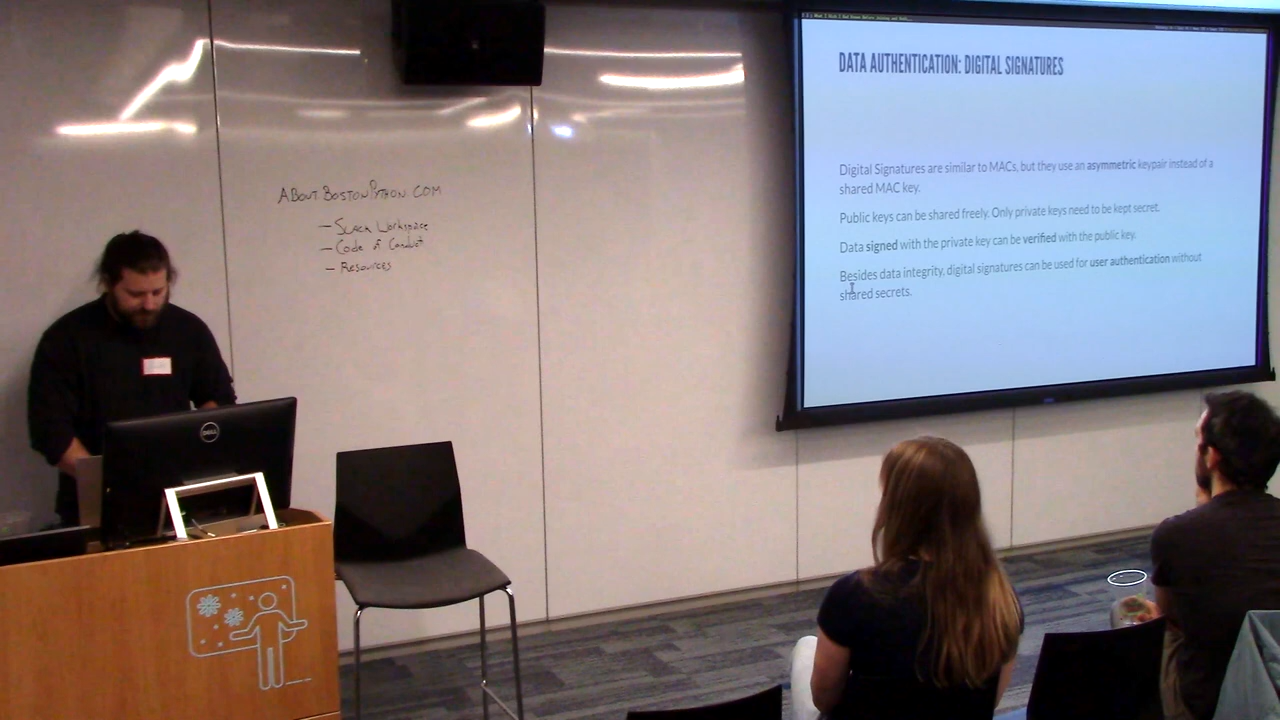 ABOUT BOSTONPYTHON COM
- SLACK WORKSPACE
- CODE OF CONDUCT
- RESOURCES
DELL
DATA AUTHENTICATION: DIGITAL SIGNATURES
Digital Signatures are similar to MACs, but they use an asymmetric keypair instead of a
shared MAC key.
Public keys can be shared freely. Only private keys need to be kept secret.
Data signed with the private key can be verified with the public key.
Besides data integrity, digital signatures can be used for user authentication without
shared secrets.